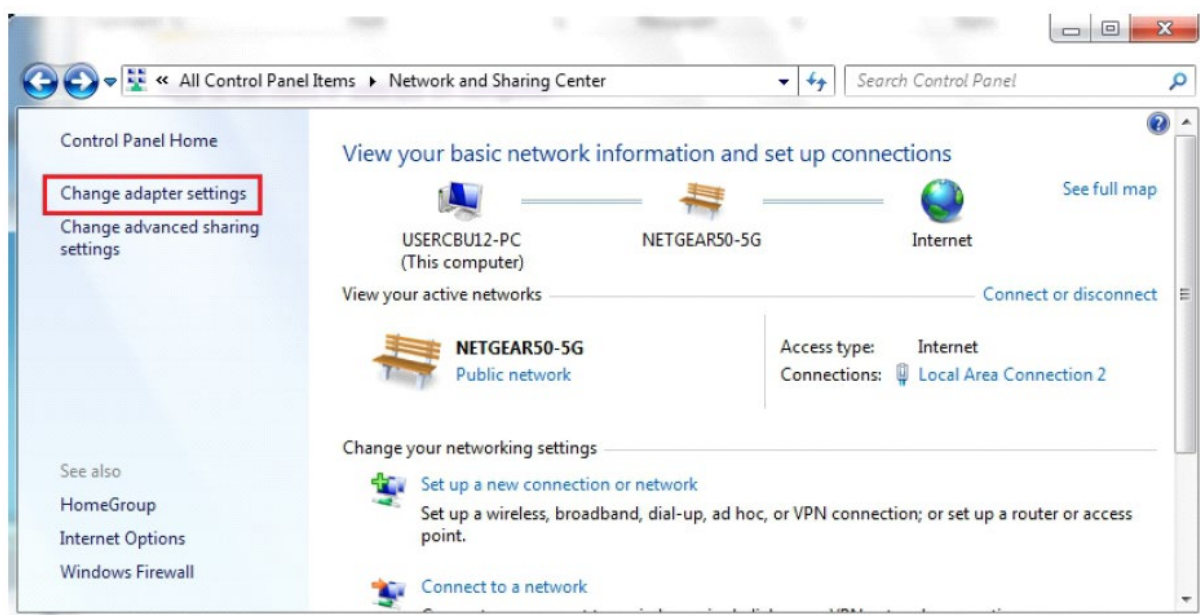 « All Control Panel Items ▸ Network and Sharing Center
Search Control Panel
Control Panel Home
Change adapter settings
Change advanced sharing
settings
See also
HomeGroup
Internet Options
Windows Firewall
View your basic network information and set up connections
See full map
USERCBU12-PC
(This computer)
NETGEAR50-5G
Internet
View your active networks
Connect or disconnect
NETGEAR50-5G
Public network
Access type: Internet
Connections: Local Area Connection 2
Change your networking settings
Set up a new connection or network
Set up a wireless, broadband, dial-up, ad hoc, or VPN connection; or set up a router or access
point.
Connect to a network